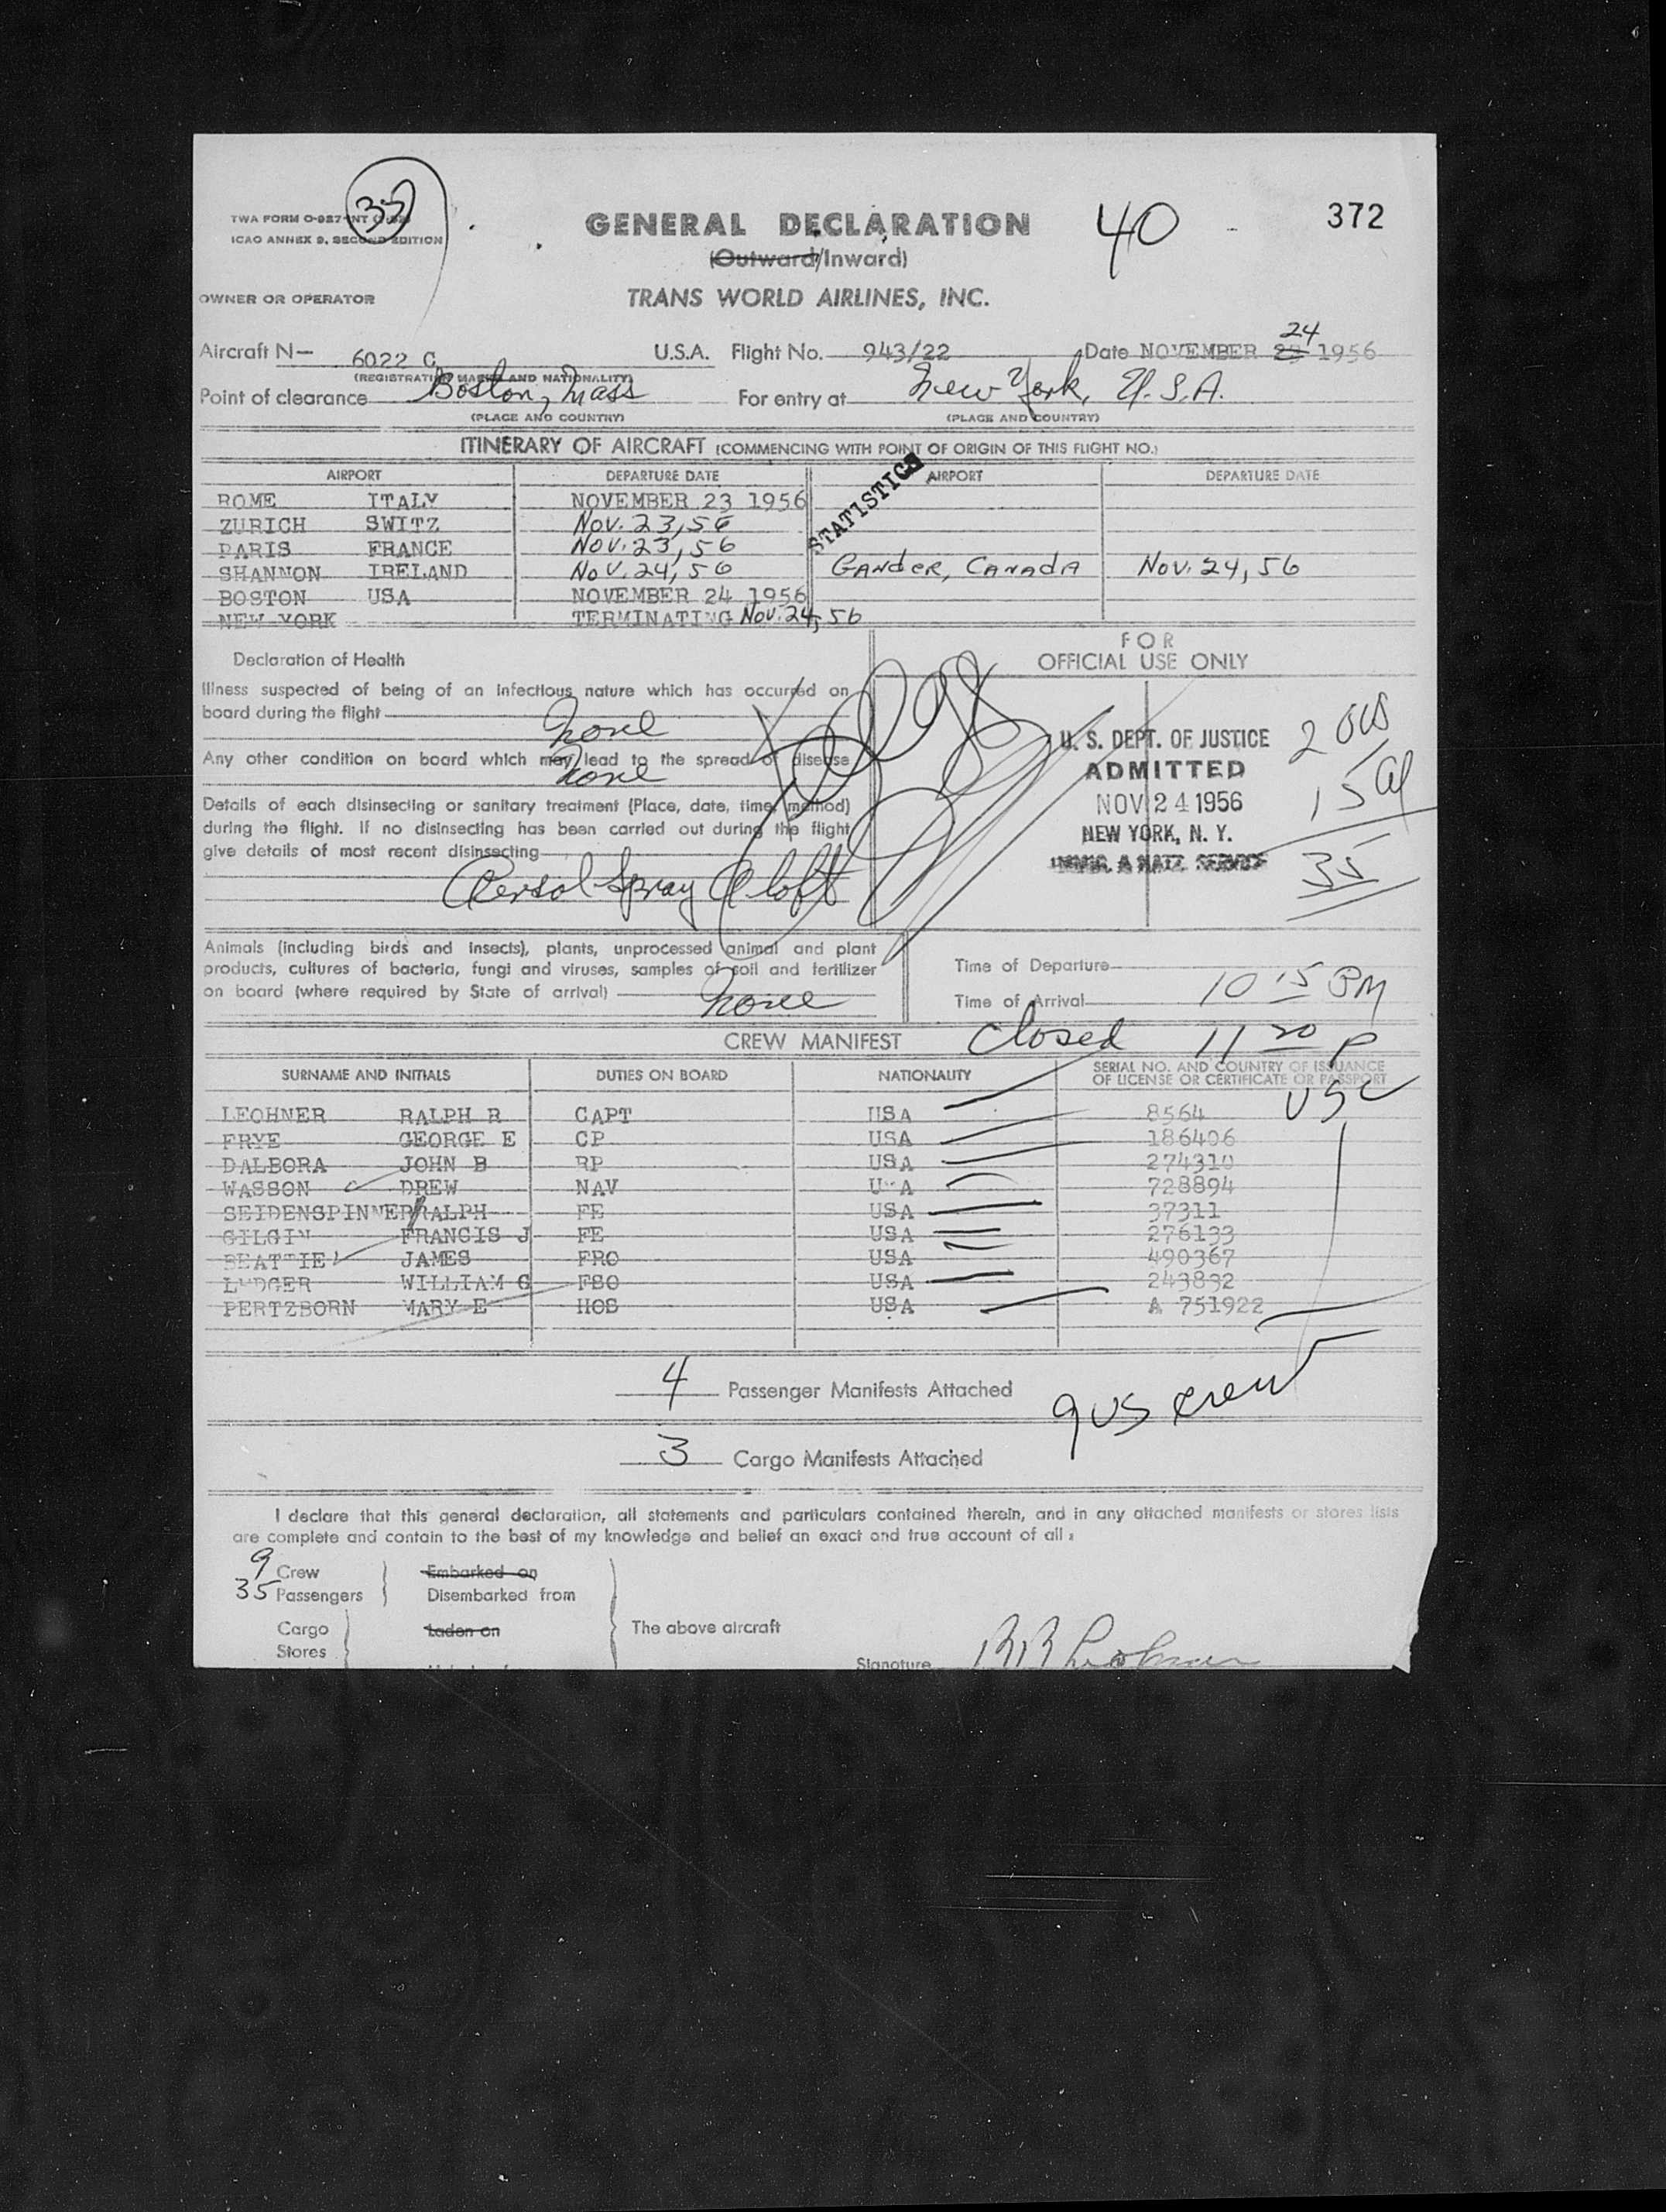 35
TWA FORM O-927-INT
ICAO ANNEX 9, SECOND EDITION
GENERAL DECLARATION
40
372
(Outward/Inward)
OWNER OR OPERATOR
TRANS WORLD AIRLINES, INC.
24
Aircraft N- 6022 C U.S.A. Flight No. 943/22 Date NOVEMBER 23 1956
(REGISTRATION MARKS AND NATIONALITY)
Point of clearance Boston, Mass For entry at New York, U.S.A.
(PLACE AND COUNTRY) (PLACE AND COUNTRY)
ITINERARY OF AIRCRAFT (COMMENCING WITH POINT OF ORIGIN OF THIS FLIGHT NO.)
AIRPORT DEPARTURE DATE AIRPORT DEPARTURE DATE
STATISTICS
ROME ITALY NOVEMBER 23 1956
ZURICH SWITZ Nov. 23, 56
PARIS FRANCE Nov. 23, 56
SHANNON IRELAND Nov. 24, 56 Gander, Canada Nov. 24, 56
BOSTON USA NOVEMBER 24 1956
NEW YORK TERMINATING Nov. 24, 56
Declaration of Health
FOR
OFFICIAL USE ONLY
Illness suspected of being of an infectious nature which has occurred on
board during the flight None
Any other condition on board which may lead to the spread of disease
None
Details of each disinsecting or sanitary treatment (Place, date, time, method)
during the flight. If no disinsecting has been carried out during the flight
give details of most recent disinsecting
Aersol Spray Aloft
U. S. DEPT. OF JUSTICE
ADMITTED
NOV 24 1956
NEW YORK, N. Y.
IMMIG. & NATZ. SERVICE
15 al
35
Animals (including birds and insects), plants, unprocessed animal and plant
products, cultures of bacteria, fungi and viruses, samples of soil and fertilizer
on board (where required by State of arrival) None
Time of Departure
Time of Arrival 10 15 PM
Closed 11 20 P
CREW MANIFEST
SURNAME AND INITIALS DUTIES ON BOARD NATIONALITY SERIAL NO. AND COUNTRY OF ISSUANCE
OF LICENSE OR CERTIFICATE OR PASSPORT
USC
LEOHNER RALPH R CAPT USA 8564
FRYE GEORGE E CP USA 186406
DALBORA JOHN B RP USA 274310
WASSON DREW NAV USA 728894
SEIDENSPINNER RALPH FE USA 37311
GILGIN FRANCIS J FE USA 276133
BEATTIE JAMES FRO USA 490367
WILLIAM G FSO USA 243832
PERTZBORN MARY E HOS USA A 751922
4 Passenger Manifests Attached
9 US crew
3 Cargo Manifests Attached
I declare that this general declaration, all statements and particulars contained therein, and in any attached manifests or stores lists
are complete and contain to the best of my knowledge and belief an exact and true account of all :
9 Crew Embarked on
35 Passengers Disembarked from
Cargo Laden on The above aircraft
Stores
Signature R R Leohner